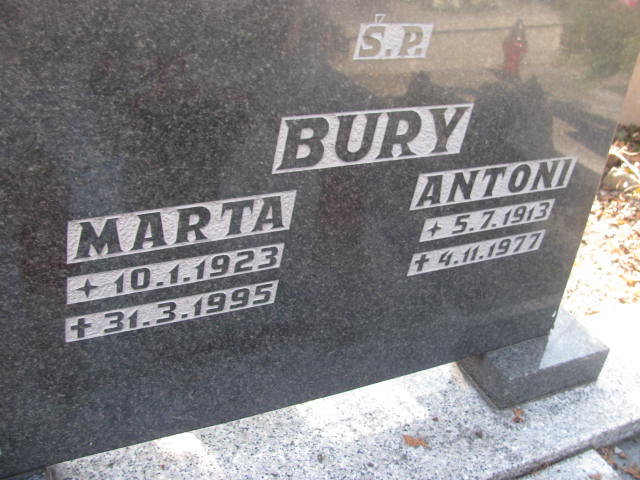 Ś.P.
BURY
MARTA
✦ 10.1.1923
✝ 31.3.1995
ANTONI
✦ 5.7.1913
✝ 4.11.1977